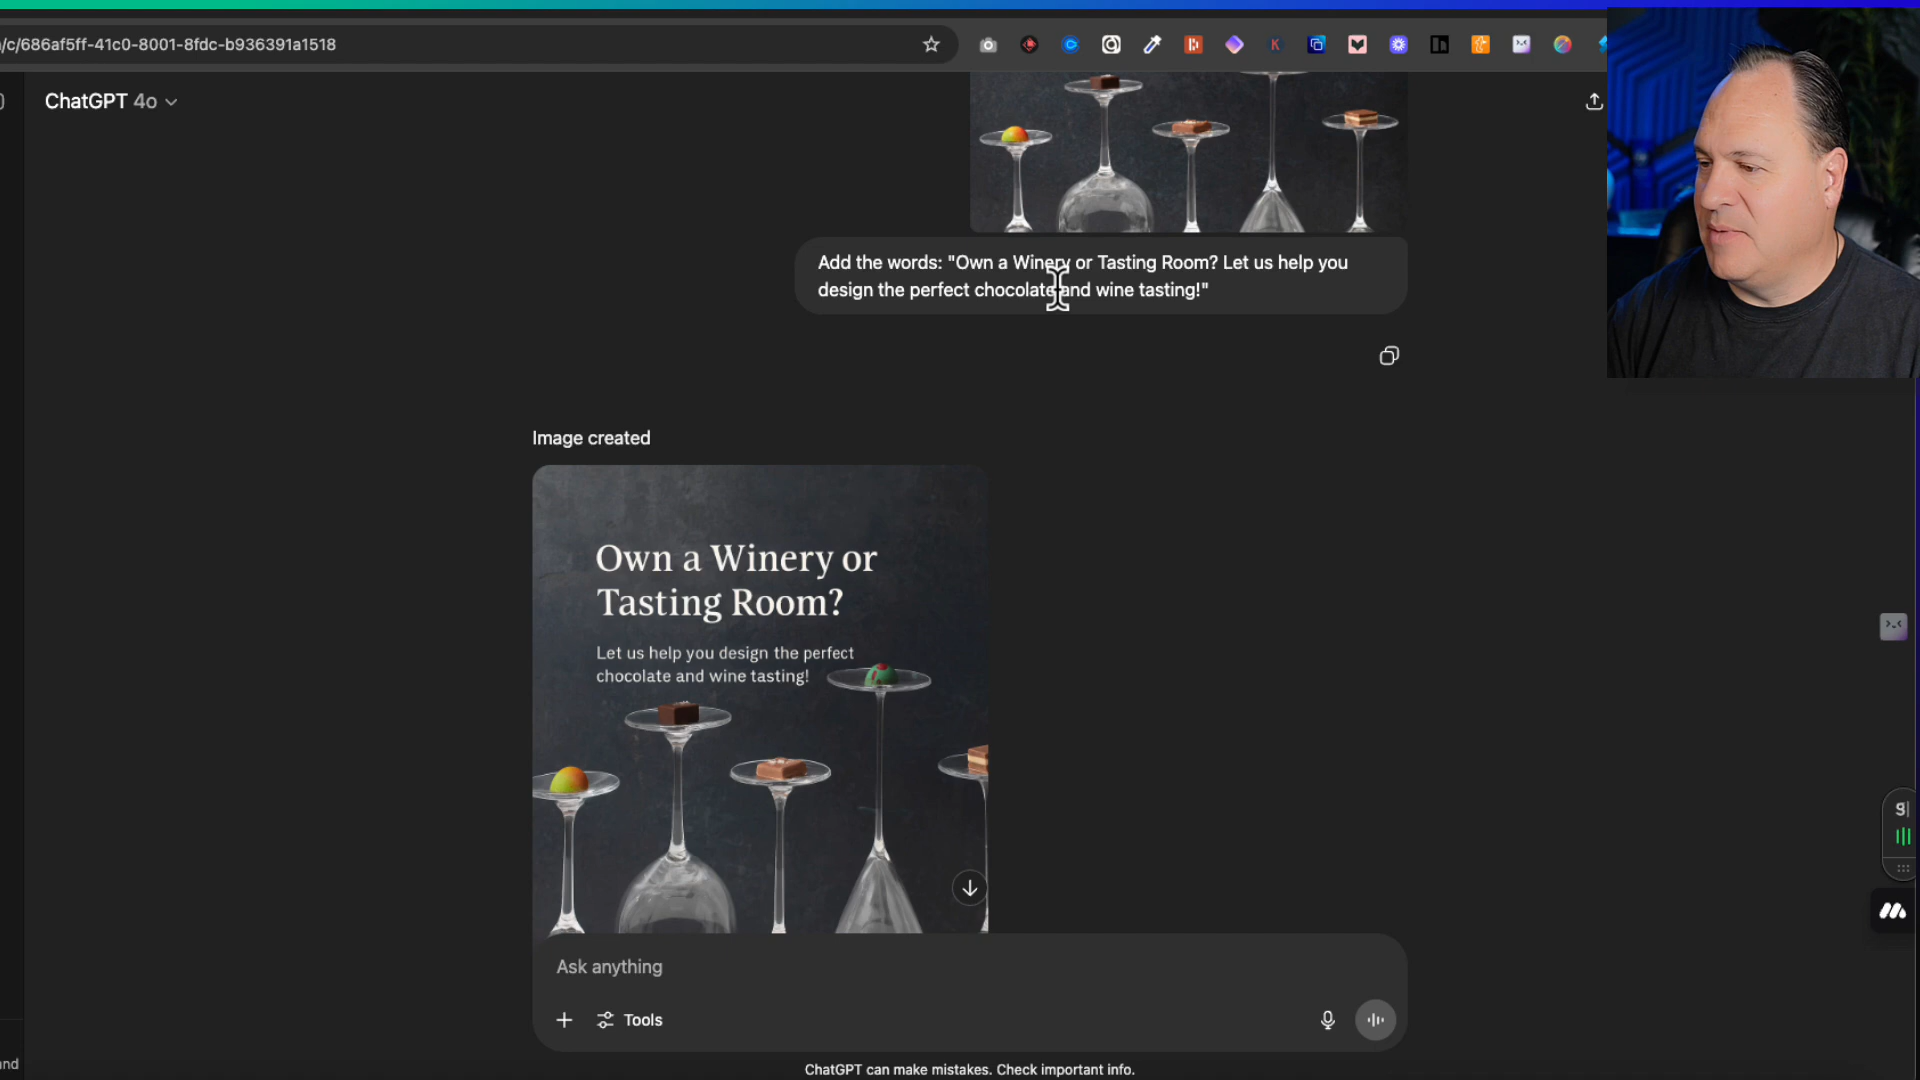 /c/686af5ff-41c0-8001-8fdc-b936391a1518
ChatGPT 4o
Add the words: "Own a Winery or Tasting Room? Let us help you
design the perfect chocolate and wine tasting!"
Image created
Own a Winery or
Tasting Room?
Let us help you design the perfect
chocolate and wine tasting!
Ask anything
Tools
ChatGPT can make mistakes. Check important info.